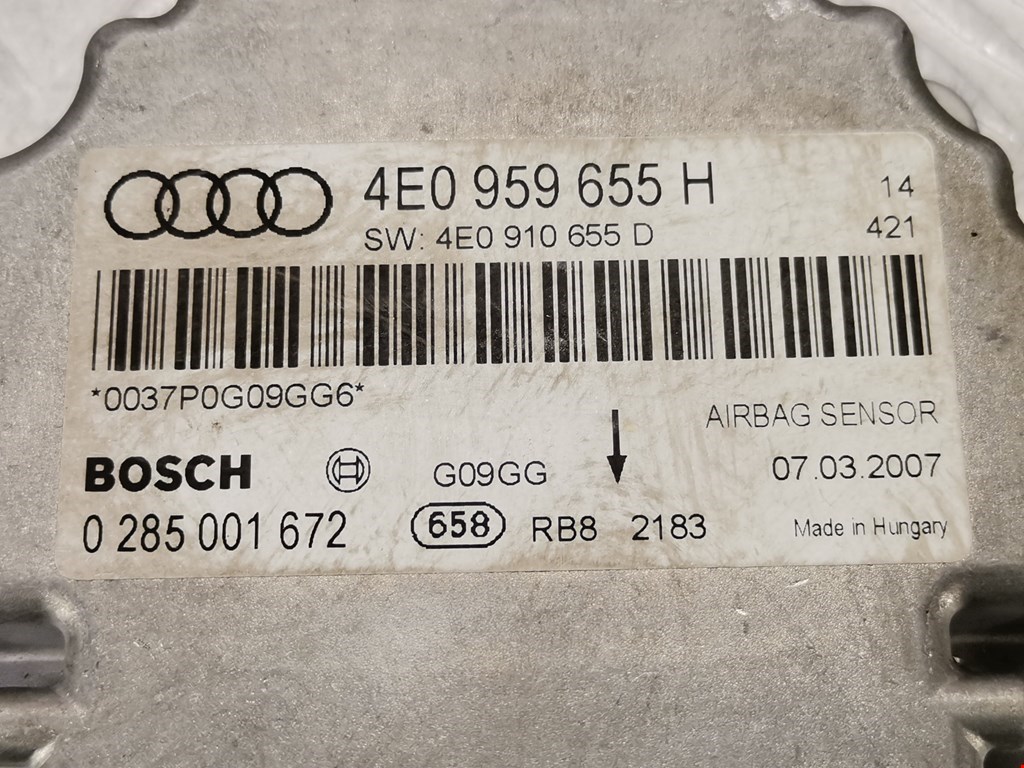 4E0 959 655 H 14
SW: 4E0 910 655 D 421
*0037P0G09GG6*
AIRBAG SENSOR
BOSCH G09GG 07.03.2007
0 285 001 672 658 RB8 2183 Made in Hungary